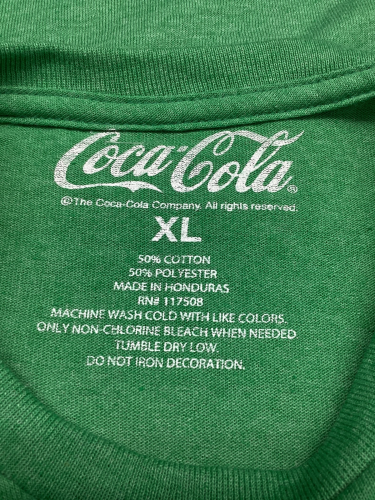 Coca-Cola®
©The Coca-Cola Company. All rights reserved.
XL
50% COTTON
50% POLYESTER
MADE IN HONDURAS
RN# 117508
MACHINE WASH COLD WITH LIKE COLORS.
ONLY NON-CHLORINE BLEACH WHEN NEEDED
TUMBLE DRY LOW.
DO NOT IRON DECORATION.